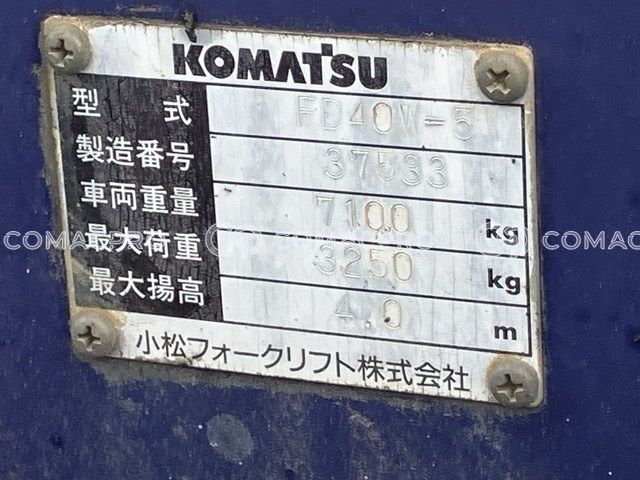 KOMATSU
型 式 FD40W-5
製造番号 37533
車両重量 7100 kg
最大荷重 3250 kg
最大揚高 4.0 m
小松フォークリフト株式会社